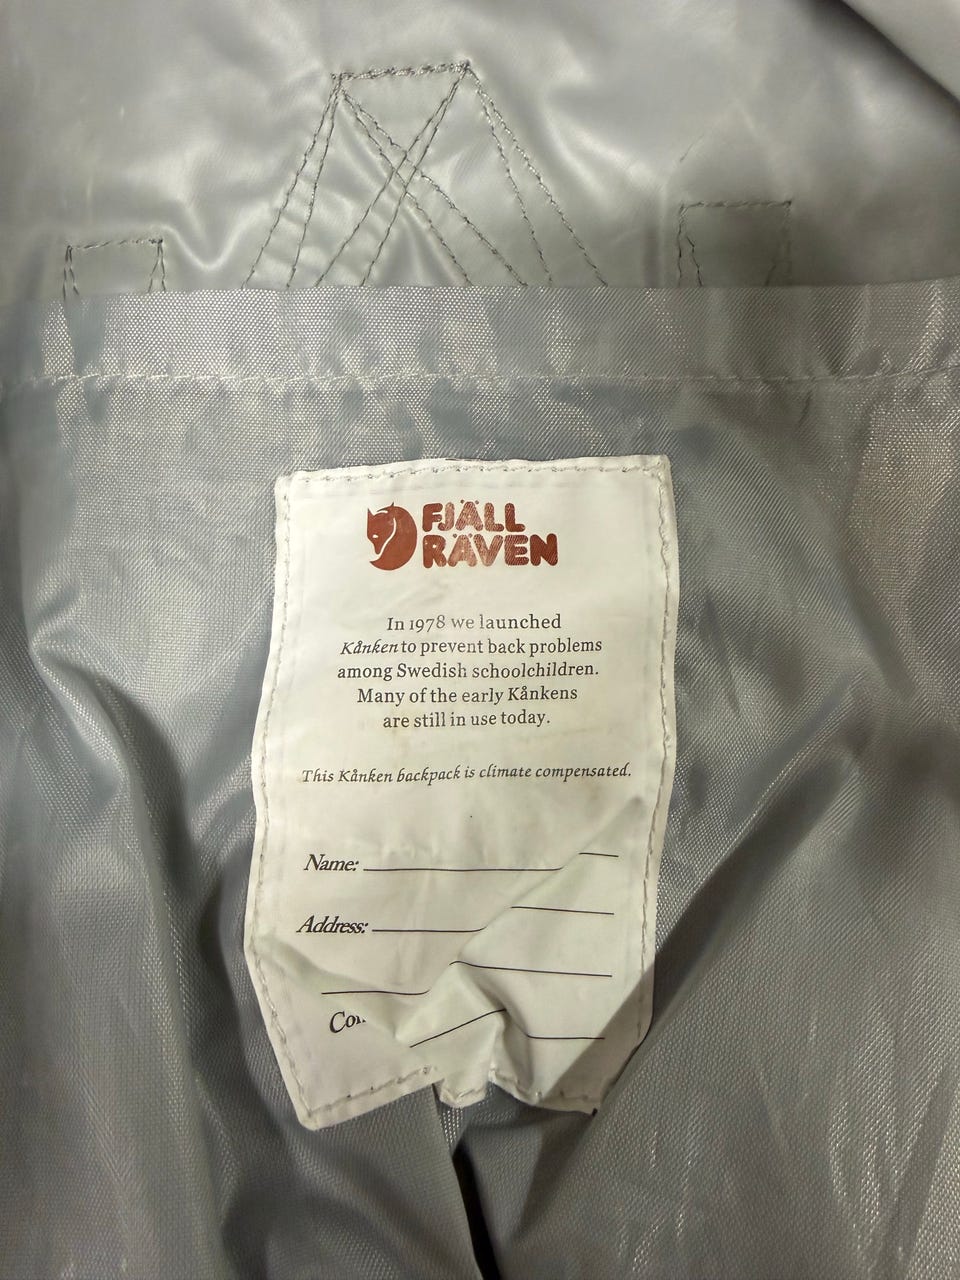 FJÄLL
RÄVEN
In 1978 we launched
Kånken to prevent back problems
among Swedish schoolchildren.
Many of the early Kånkens
are still in use today.
This Kånken backpack is climate compensated.
Name:
Address: